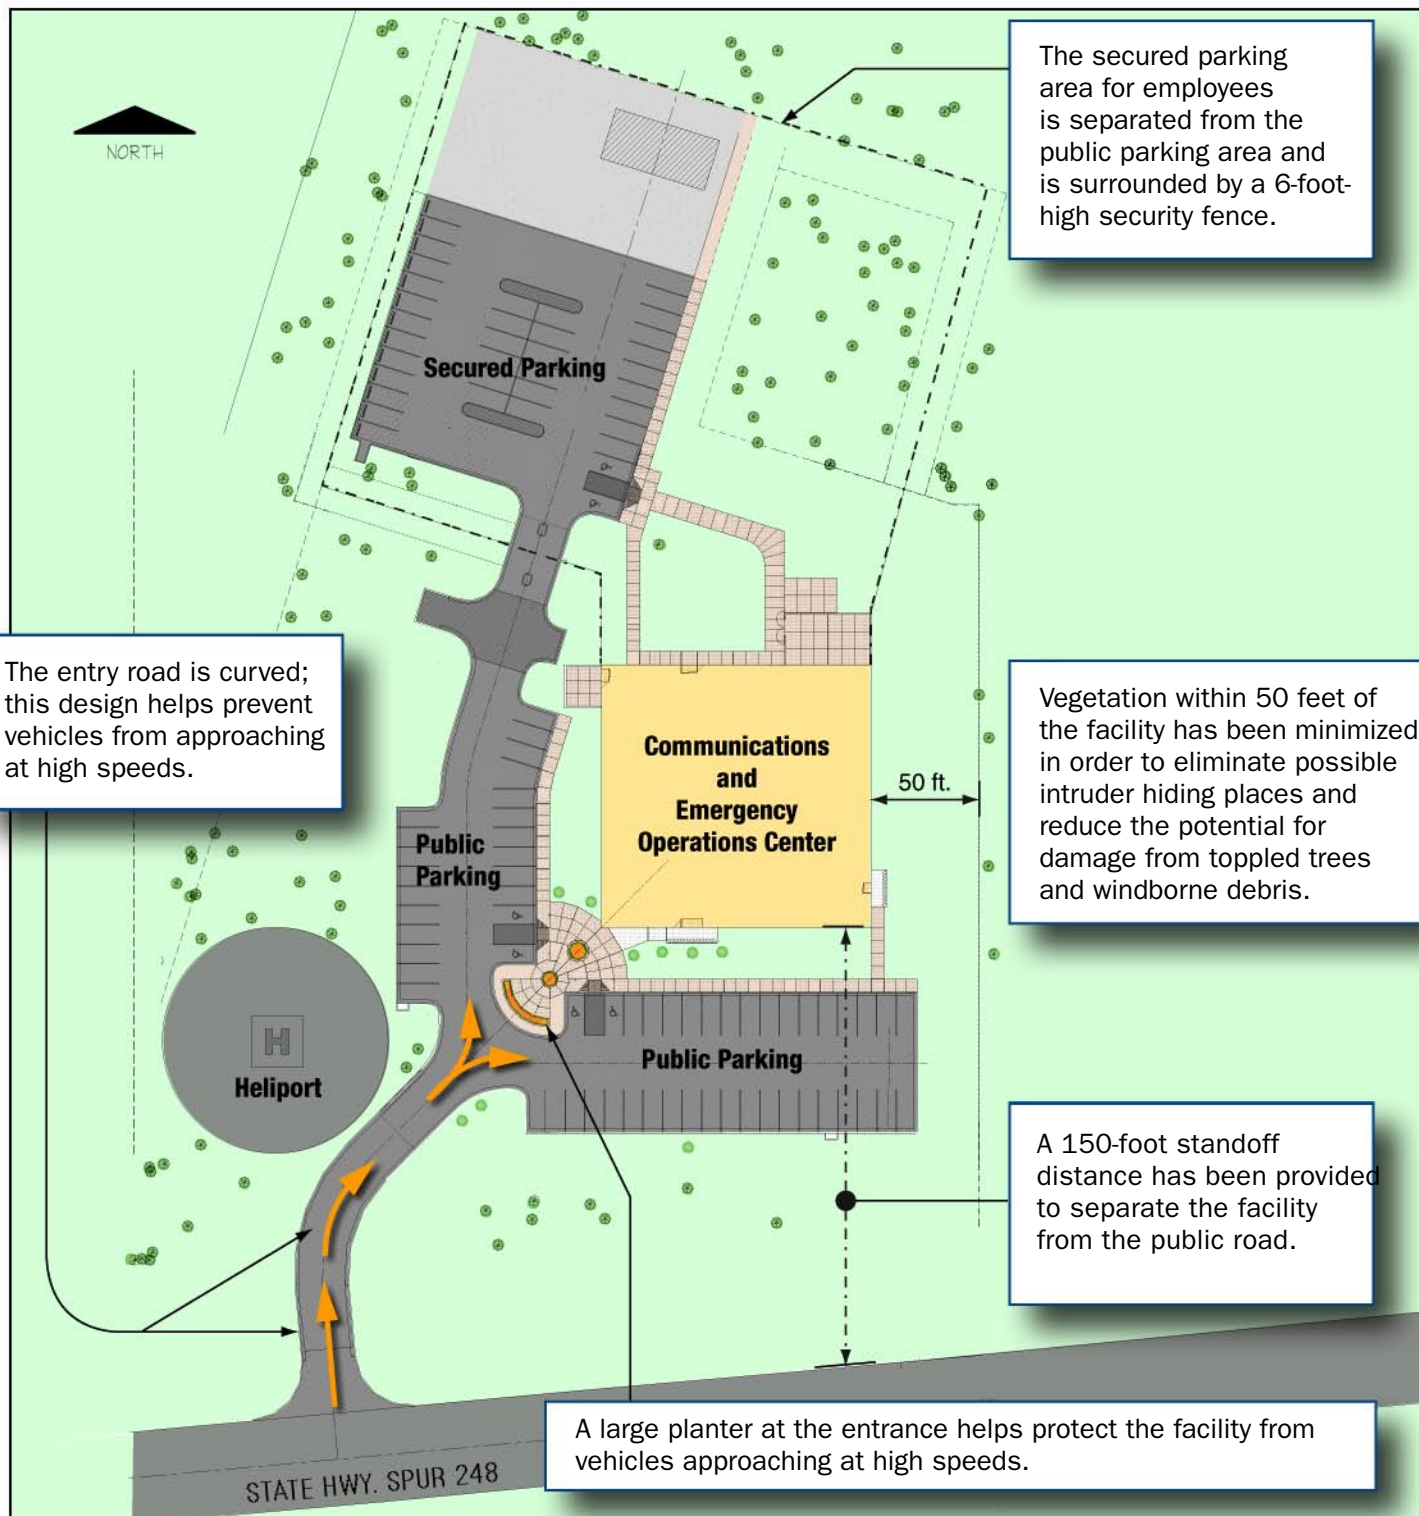 The secured parking
area for employees
is separated from the
public parking area and
is surrounded by a 6-foot-
high security fence.
NORTH
Secured Parking
The entry road is curved;
this design helps prevent
vehicles from approaching
at high speeds.
Communications
and
Emergency
Operations Center
50 ft.
Vegetation within 50 feet of
the facility has been minimized
in order to eliminate possible
intruder hiding places and
reduce the potential for
damage from toppled trees
and windborne debris.
Public
Parking
H
Heliport
Public Parking
A 150-foot standoff
distance has been provided
to separate the facility
from the public road.
A large planter at the entrance helps protect the facility from
vehicles approaching at high speeds.
STATE HWY. SPUR 248